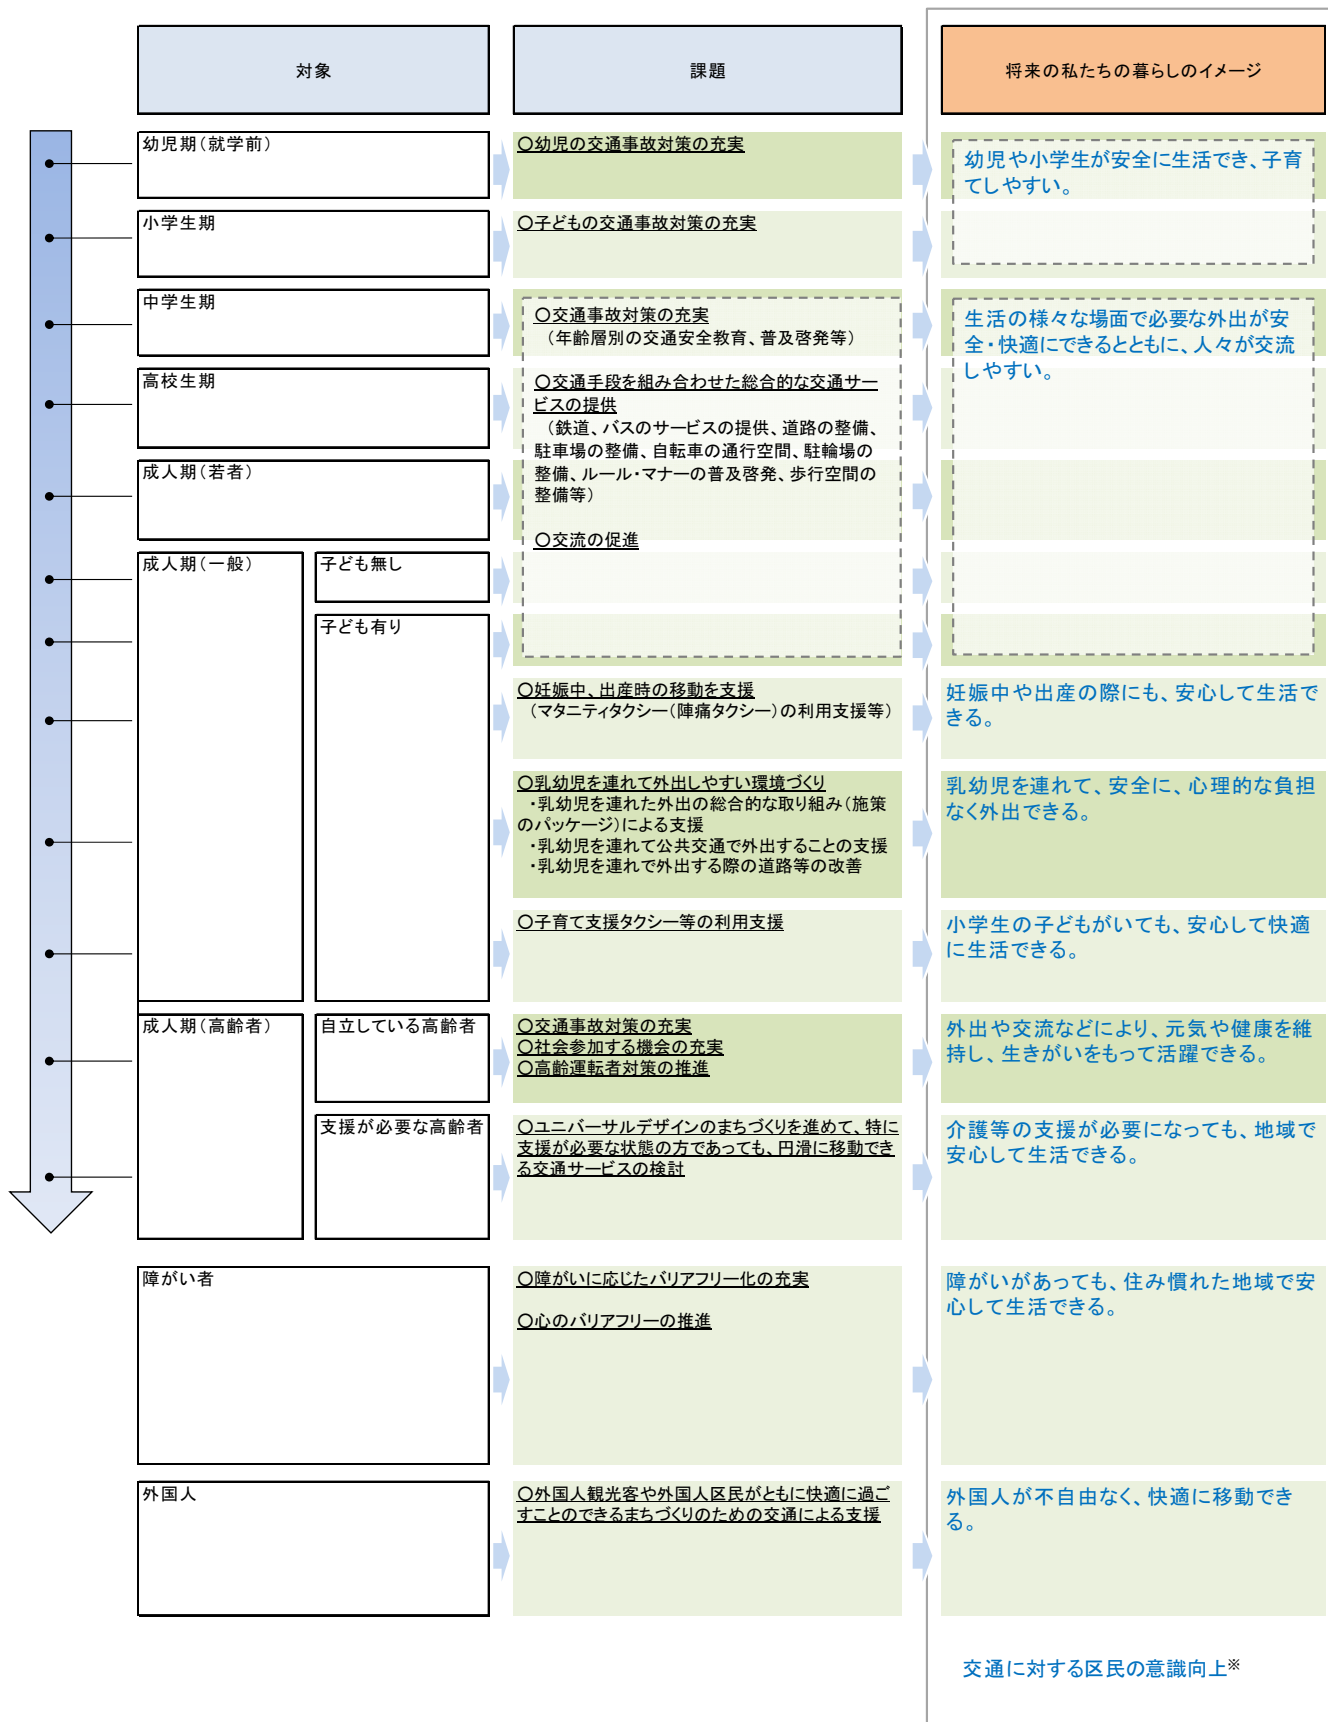 対象
課題
将来の私たちの暮らしのイメージ
幼児期（就学前）
〇幼児の交通事故対策の充実
幼児や小学生が安全に生活でき、子育
てしやすい。
小学生期
〇子どもの交通事故対策の充実
中学生期
〇交通事故対策の充実
（年齢層別の交通安全教育、普及啓発等）
生活の様々な場面で必要な外出が安
全・快適にできるとともに、人々が交流
しやすい。
高校生期
〇交通手段を組み合わせた総合的な交通サー
ビスの提供
（鉄道、バスのサービスの提供、道路の整備、
駐車場の整備、自転車の通行空間、駐輪場の
整備、ルール・マナーの普及啓発、歩行空間の
整備等）
成人期（若者）
〇交流の促進
成人期（一般）
子ども無し
子ども有り
〇妊娠中、出産時の移動を支援
（マタニティタクシー（陣痛タクシー）の利用支援等）
妊娠中や出産の際にも、安心して生活で
きる。
〇乳幼児を連れて外出しやすい環境づくり
・乳幼児を連れた外出の総合的な取り組み（施策
のパッケージ）による支援
・乳幼児を連れて公共交通で外出することの支援
・乳幼児を連れで外出する際の道路等の改善
乳幼児を連れて、安全に、心理的な負担
なく外出できる。
〇子育て支援タクシー等の利用支援
小学生の子どもがいても、安心して快適
に生活できる。
成人期（高齢者）
自立している高齢者
〇交通事故対策の充実
〇社会参加する機会の充実
〇高齢運転者対策の推進
外出や交流などにより、元気や健康を維
持し、生きがいをもって活躍できる。
支援が必要な高齢者
〇ユニバーサルデザインのまちづくりを進めて、特に
支援が必要な状態の方であっても、円滑に移動でき
る交通サービスの検討
介護等の支援が必要になっても、地域で
安心して生活できる。
障がい者
〇障がいに応じたバリアフリー化の充実
〇心のバリアフリーの推進
障がいがあっても、住み慣れた地域で安
心して生活できる。
外国人
〇外国人観光客や外国人区民がともに快適に過ご
すことのできるまちづくりのための交通による支援
外国人が不自由なく、快適に移動でき
る。
交通に対する区民の意識向上※